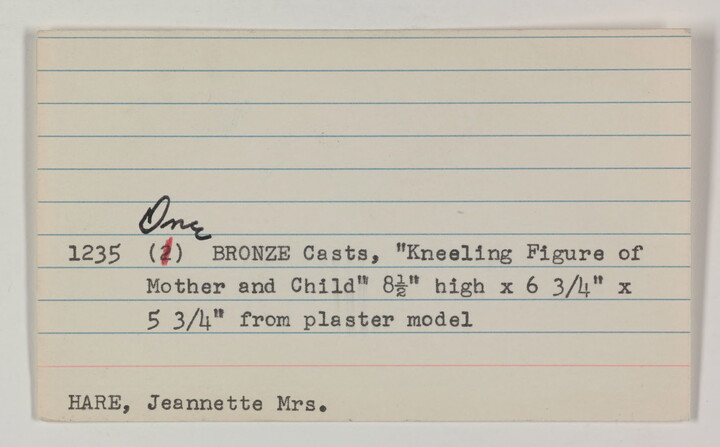 One
1235 (2) BRONZE Casts, "Kneeling Figure of
Mother and Child" 8½" high x 6 3/4" x
5 3/4" from plaster model
HARE, Jeannette Mrs.